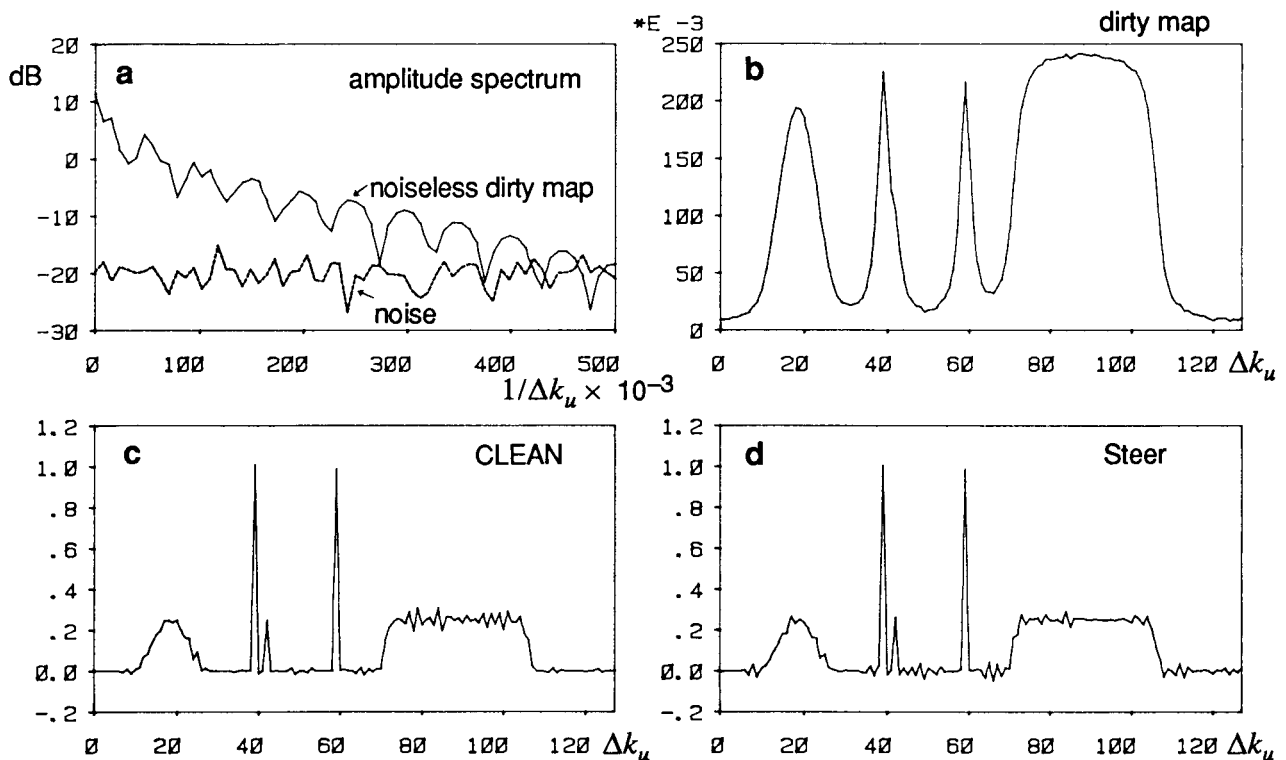 *E -3 dirty map
20 a amplitude spectrum
dB
10
0
-10 noiseless dirty map
-20
-30 noise
0 100 200 300 400 500
1/Δkᵤ × 10⁻³
250 b
200
150
100
50
0
0 20 40 60 80 100 120 Δkᵤ
1.2 c CLEAN
1.0
.8
.6
.4
.2
0.0
-.2
0 20 40 60 80 100 120 Δkᵤ
1.2 d Steer
1.0
.8
.6
.4
.2
0.0
-.2
0 20 40 60 80 100 120 Δkᵤ